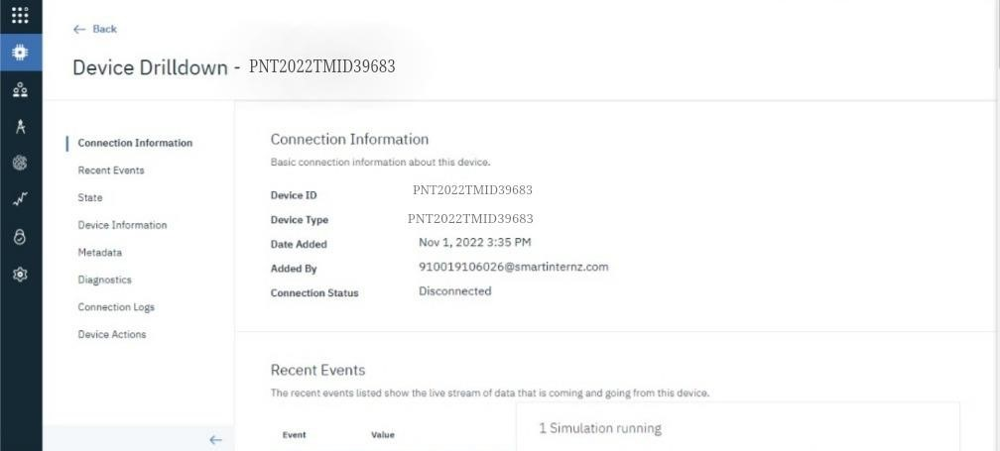 ← Back
Device Drilldown - PNT2022TMID39683
Connection Information
Recent Events
State
Device Information
Metadata
Diagnostics
Connection Logs
Device Actions
Connection Information
Basic connection information about this device.
Device ID PNT2022TMID39683
Device Type PNT2022TMID39683
Date Added Nov 1, 2022 3:35 PM
Added By 910019106026@smartinternz.com
Connection Status Disconnected
Recent Events
The recent events listed show the live stream of data that is coming and going from this device.
Event Value
1 Simulation running